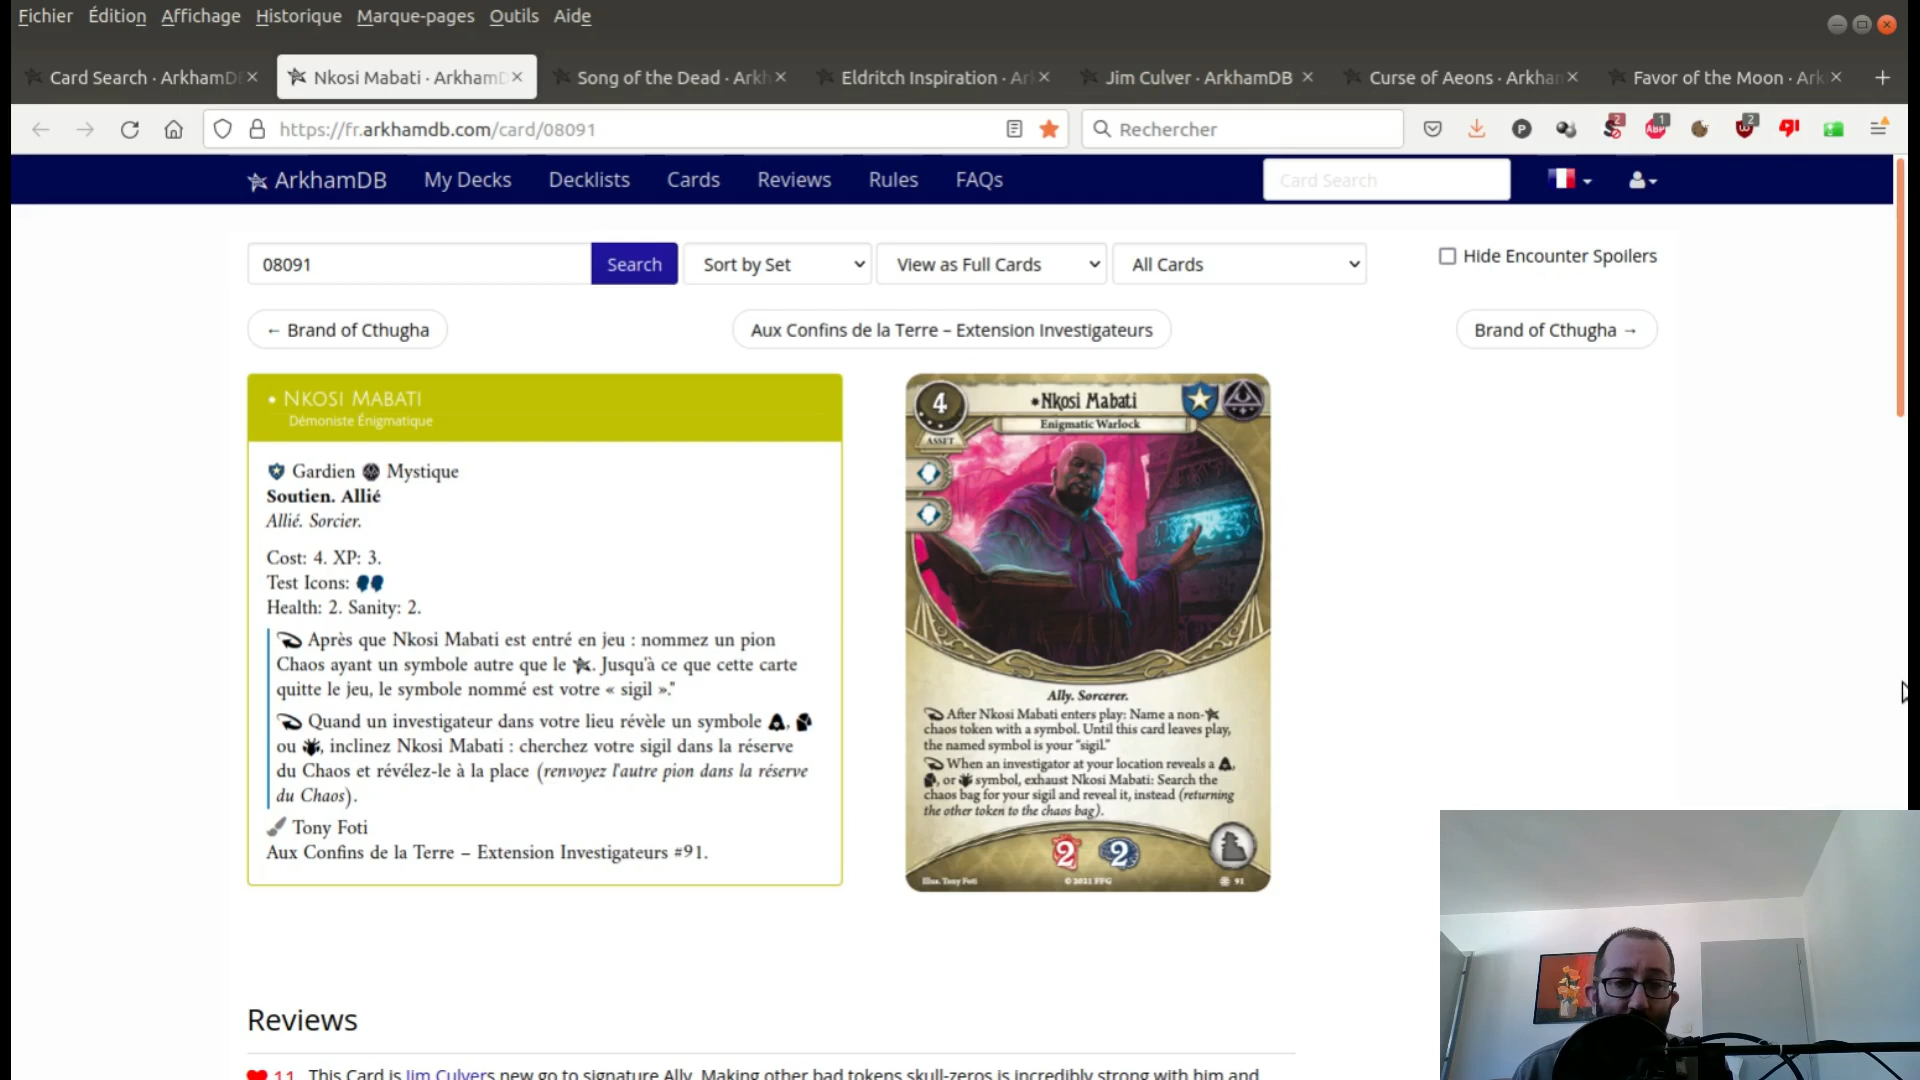 Fichier Édition Affichage Historique Marque-pages Outils Aide
Card Search · ArkhamD
Nkosi Mabati · ArkhamD
Song of the Dead · Arkh
Eldritch Inspiration · Ar
Jim Culver · ArkhamDB
Curse of Aeons · Arkhan
Favor of the Moon · Ark
https://fr.arkhamdb.com/card/08091
Rechercher
2
1
2
ArkhamDB My Decks Decklists Cards Reviews Rules FAQs Card Search
08091 Search Sort by Set View as Full Cards All Cards Hide Encounter Spoilers
← Brand of Cthugha Aux Confins de la Terre – Extension Investigateurs Brand of Cthugha →
• Nkosi Mabati
Démoniste Énigmatique
Gardien Mystique
Soutien. Allié
Allié. Sorcier.
Cost: 4. XP: 3.
Test Icons:
Health: 2. Sanity: 2.
Après que Nkosi Mabati est entré en jeu : nommez un pion
Chaos ayant un symbole autre que le . Jusqu'à ce que cette carte
quitte le jeu, le symbole nommé est votre « sigil »."
Quand un investigateur dans votre lieu révèle un symbole ,
ou , inclinez Nkosi Mabati : cherchez votre sigil dans la réserve
du Chaos et révélez-le à la place (renvoyez l'autre pion dans la réserve
du Chaos).
Tony Foti
Aux Confins de la Terre – Extension Investigateurs #91.
4
Nkosi Mabati
ASSET
Enigmatic Warlock
Ally. Sorcerer.
After Nkosi Mabati enters play: Name a non-
chaos token with a symbol. Until this card leaves play,
the named symbol is your "sigil."
When an investigator at your location reveals a ,
, or symbol, exhaust Nkosi Mabati: Search the
chaos bag for your sigil and reveal it, instead (returning
the other token to the chaos bag).
2 2
Illus. Tony Foti © 2021 FFG 91
Reviews
11 This Card is Jim Culvers new go to signature Ally. Making other bad tokens skull-zeros is incredibly strong with him and